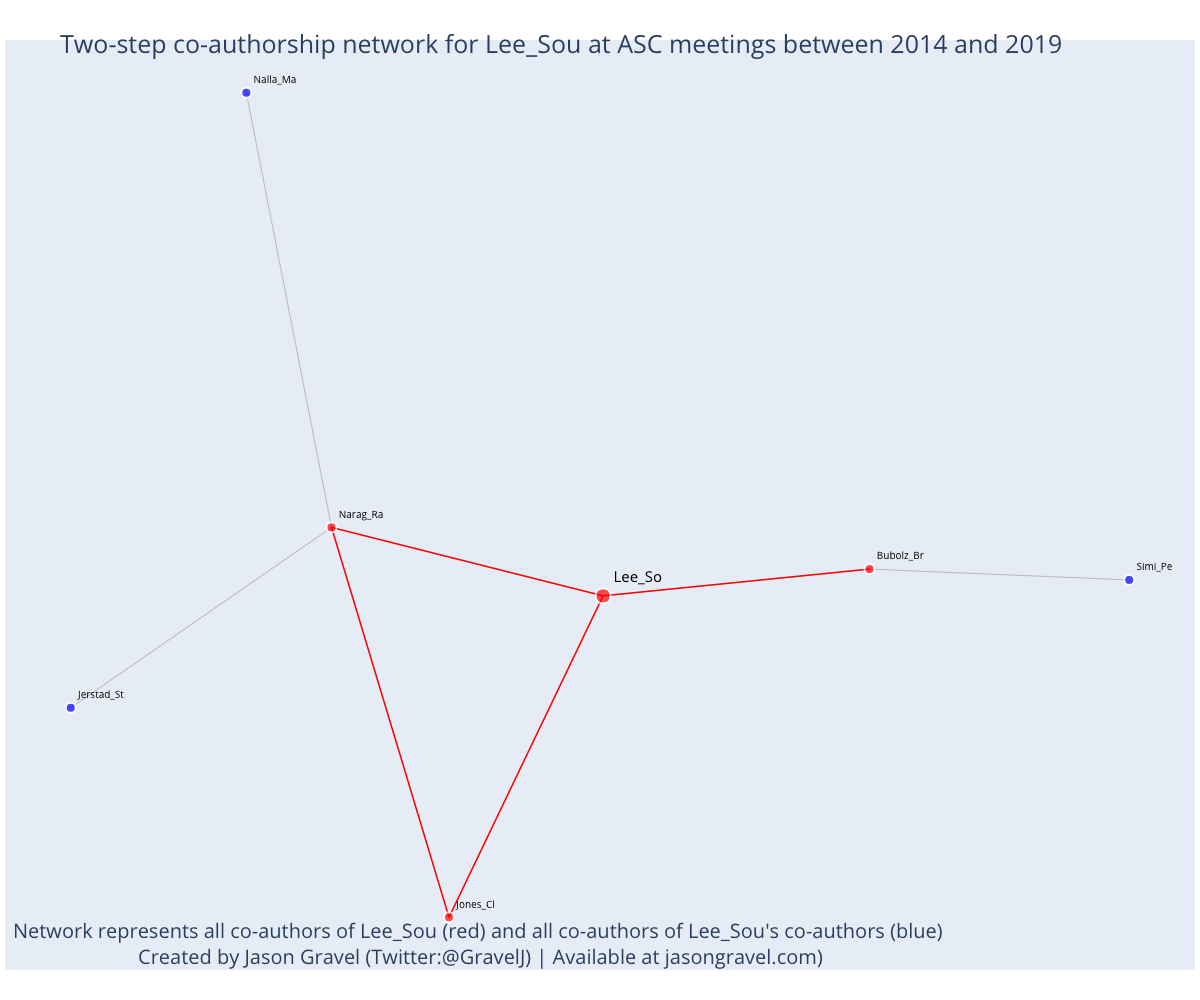 Two-step co-authorship network for Lee_Sou at ASC meetings between 2014 and 2019
Nalla_Ma
Narag_Ra
Bubolz_Br
Simi_Pe
Lee_So
Jerstad_St
Jones_Cl
Network represents all co-authors of Lee_Sou (red) and all co-authors of Lee_Sou's co-authors (blue)
Created by Jason Gravel (Twitter:@GravelJ) | Available at jasongravel.com)